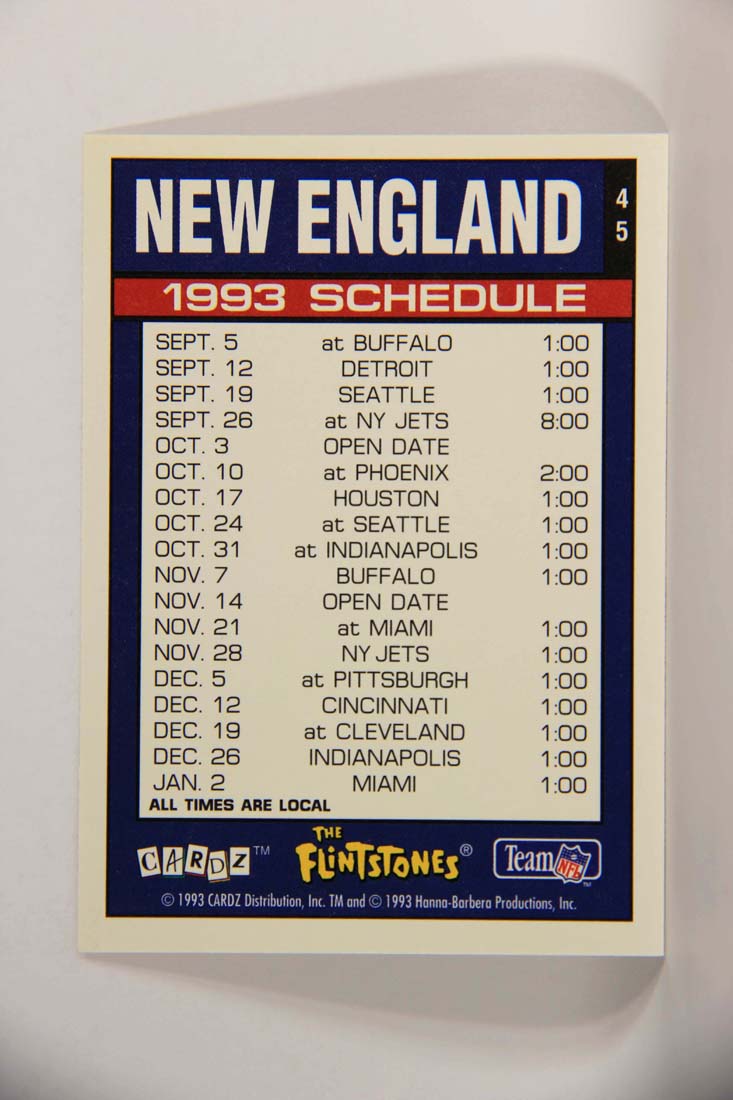 NEW ENGLAND
4
5
1993 SCHEDULE
SEPT. 5 at BUFFALO 1:00
SEPT. 12 DETROIT 1:00
SEPT. 19 SEATTLE 1:00
SEPT. 26 at NY JETS 8:00
OCT. 3 OPEN DATE
OCT. 10 at PHOENIX 2:00
OCT. 17 HOUSTON 1:00
OCT. 24 at SEATTLE 1:00
OCT. 31 at INDIANAPOLIS 1:00
NOV. 7 BUFFALO 1:00
NOV. 14 OPEN DATE
NOV. 21 at MIAMI 1:00
NOV. 28 NY JETS 1:00
DEC. 5 at PITTSBURGH 1:00
DEC. 12 CINCINNATI 1:00
DEC. 19 at CLEVELAND 1:00
DEC. 26 INDIANAPOLIS 1:00
JAN. 2 MIAMI 1:00
ALL TIMES ARE LOCAL
CARDZ™
THE
FLINTSTONES®
Team NFL™
© 1993 CARDZ Distribution, Inc. TM and © 1993 Hanna-Barbera Productions, Inc.